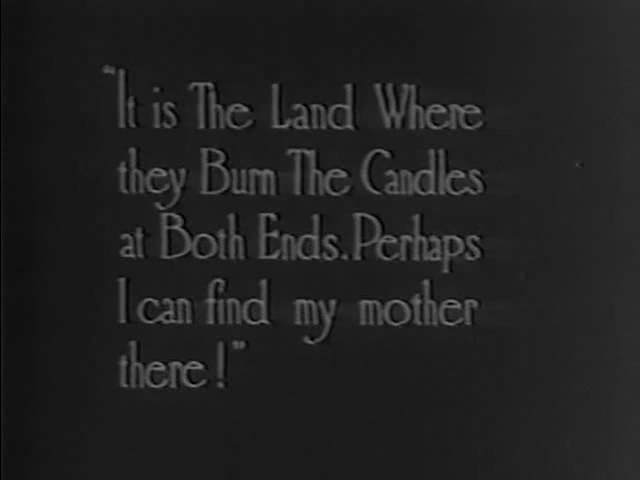 "It is The Land Where
they Burn The Candles
at Both Ends. Perhaps
I can find my mother
there!"